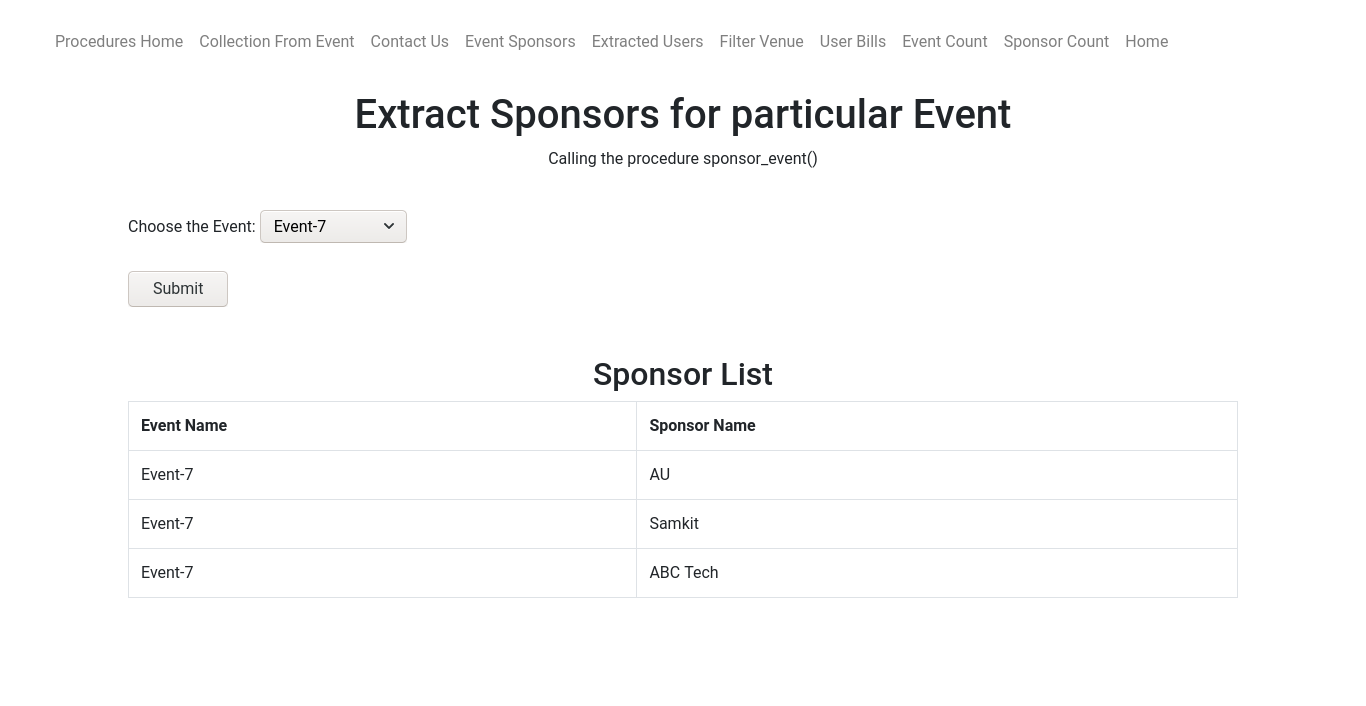 Procedures Home Collection From Event Contact Us Event Sponsors Extracted Users Filter Venue User Bills Event Count Sponsor Count Home
Extract Sponsors for particular Event
Calling the procedure sponsor_event()
Choose the Event: Event-7
Submit
Sponsor List
Event Name Sponsor Name
Event-7 AU
Event-7 Samkit
Event-7 ABC Tech